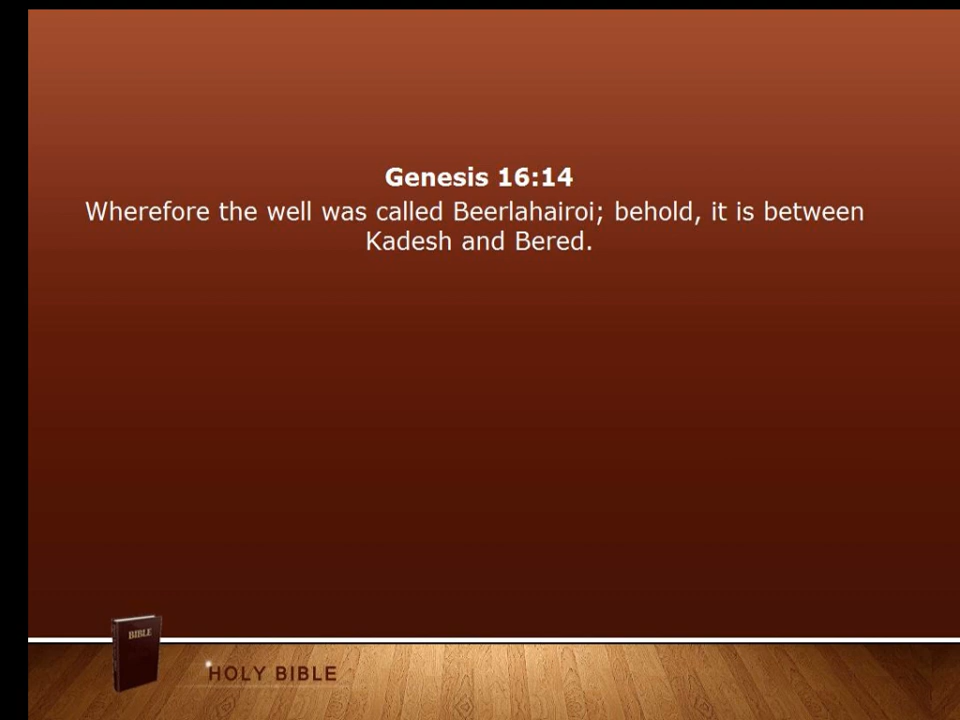 Genesis 16:14
Wherefore the well was called Beerlahairoi; behold, it is between
Kadesh and Bered.
BIBLE
HOLY BIBLE